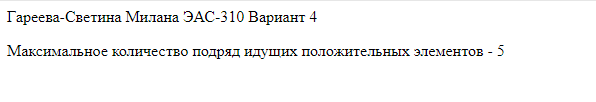 Гареева-Светина Милана ЭАС-310 Вариант 4
Максимальное количество подряд идущих положительных элементов - 5